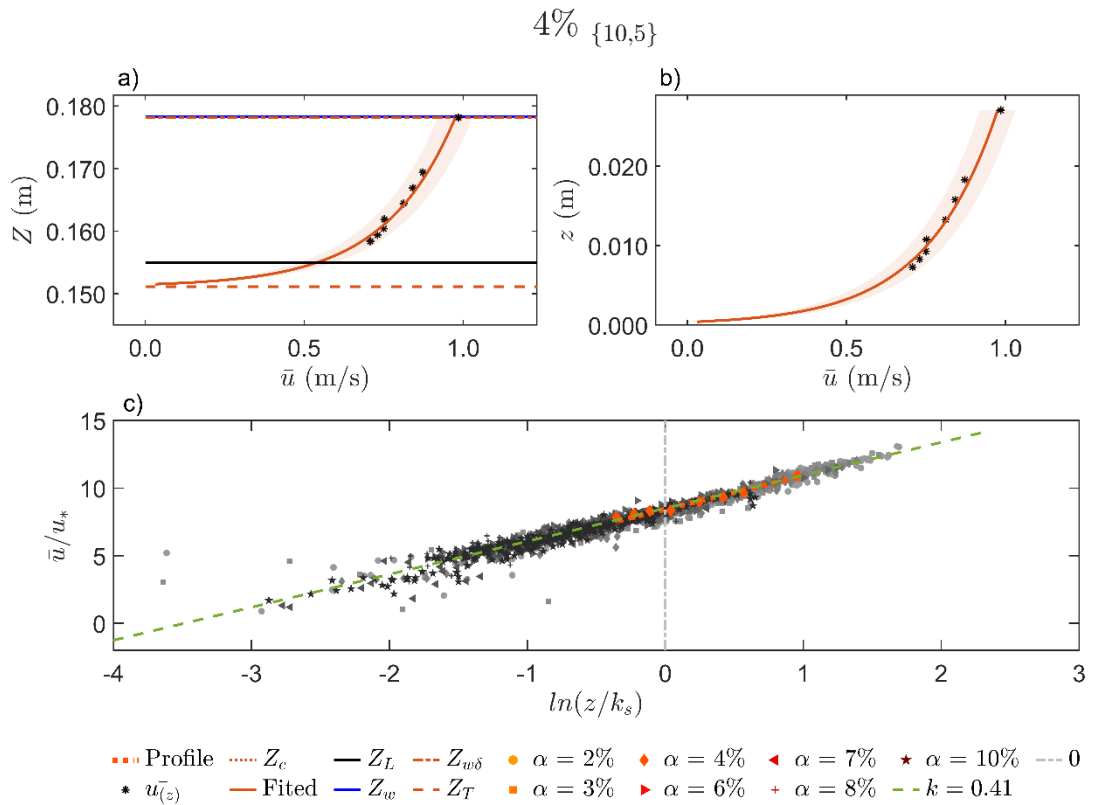 4% {10,5}
a)
0.180
0.170
0.160
0.150
Z (m)
0.0 0.5 1.0
ū (m/s)
b)
0.020
0.010
0.000
z (m)
0.0 0.5 1.0
ū (m/s)
c)
15
10
5
0
ū/u*
-4 -3 -2 -1 0 1 2 3
ln(z/ks)
Profile Zc ZL Zwδ α = 2% α = 4% α = 7% α = 10% 0
ū(z) Fited Zw ZT α = 3% α = 6% α = 8% k = 0.41